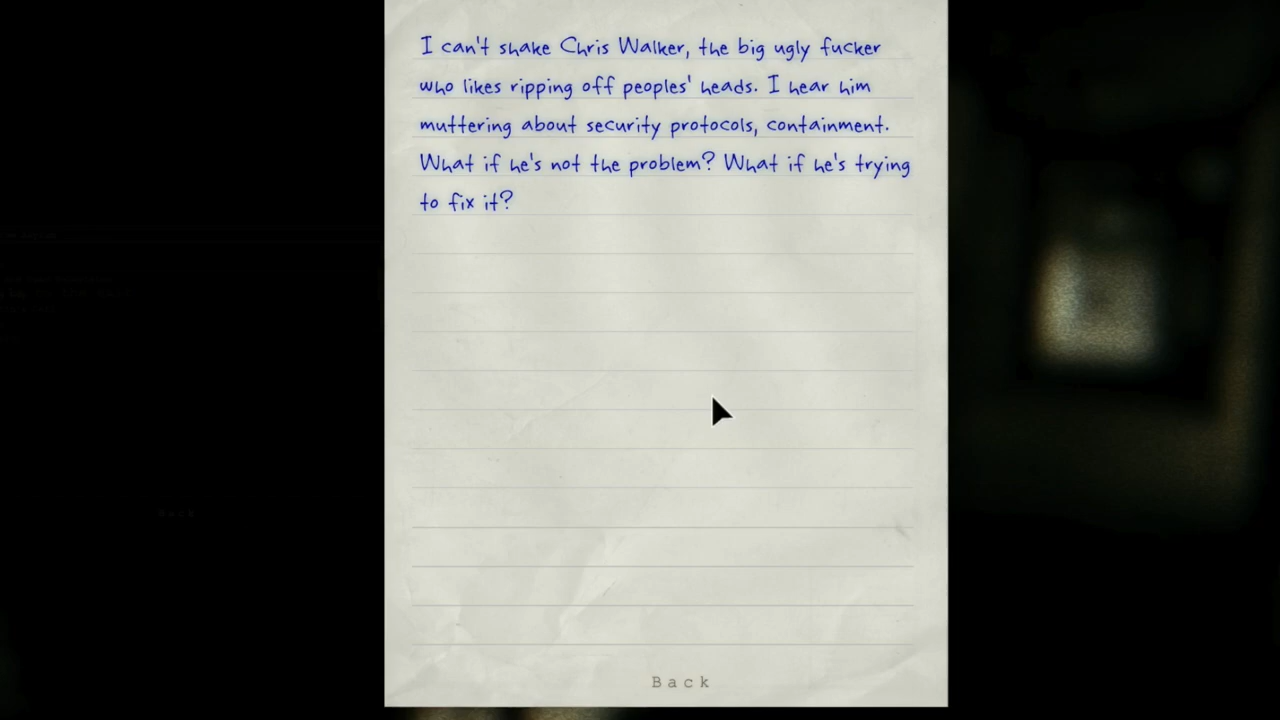 I can't shake Chris Walker, the big ugly fucker
who likes ripping off peoples' heads. I hear him
muttering about security protocols, containment.
What if he's not the problem? What if he's trying
to fix it?
Back
Back